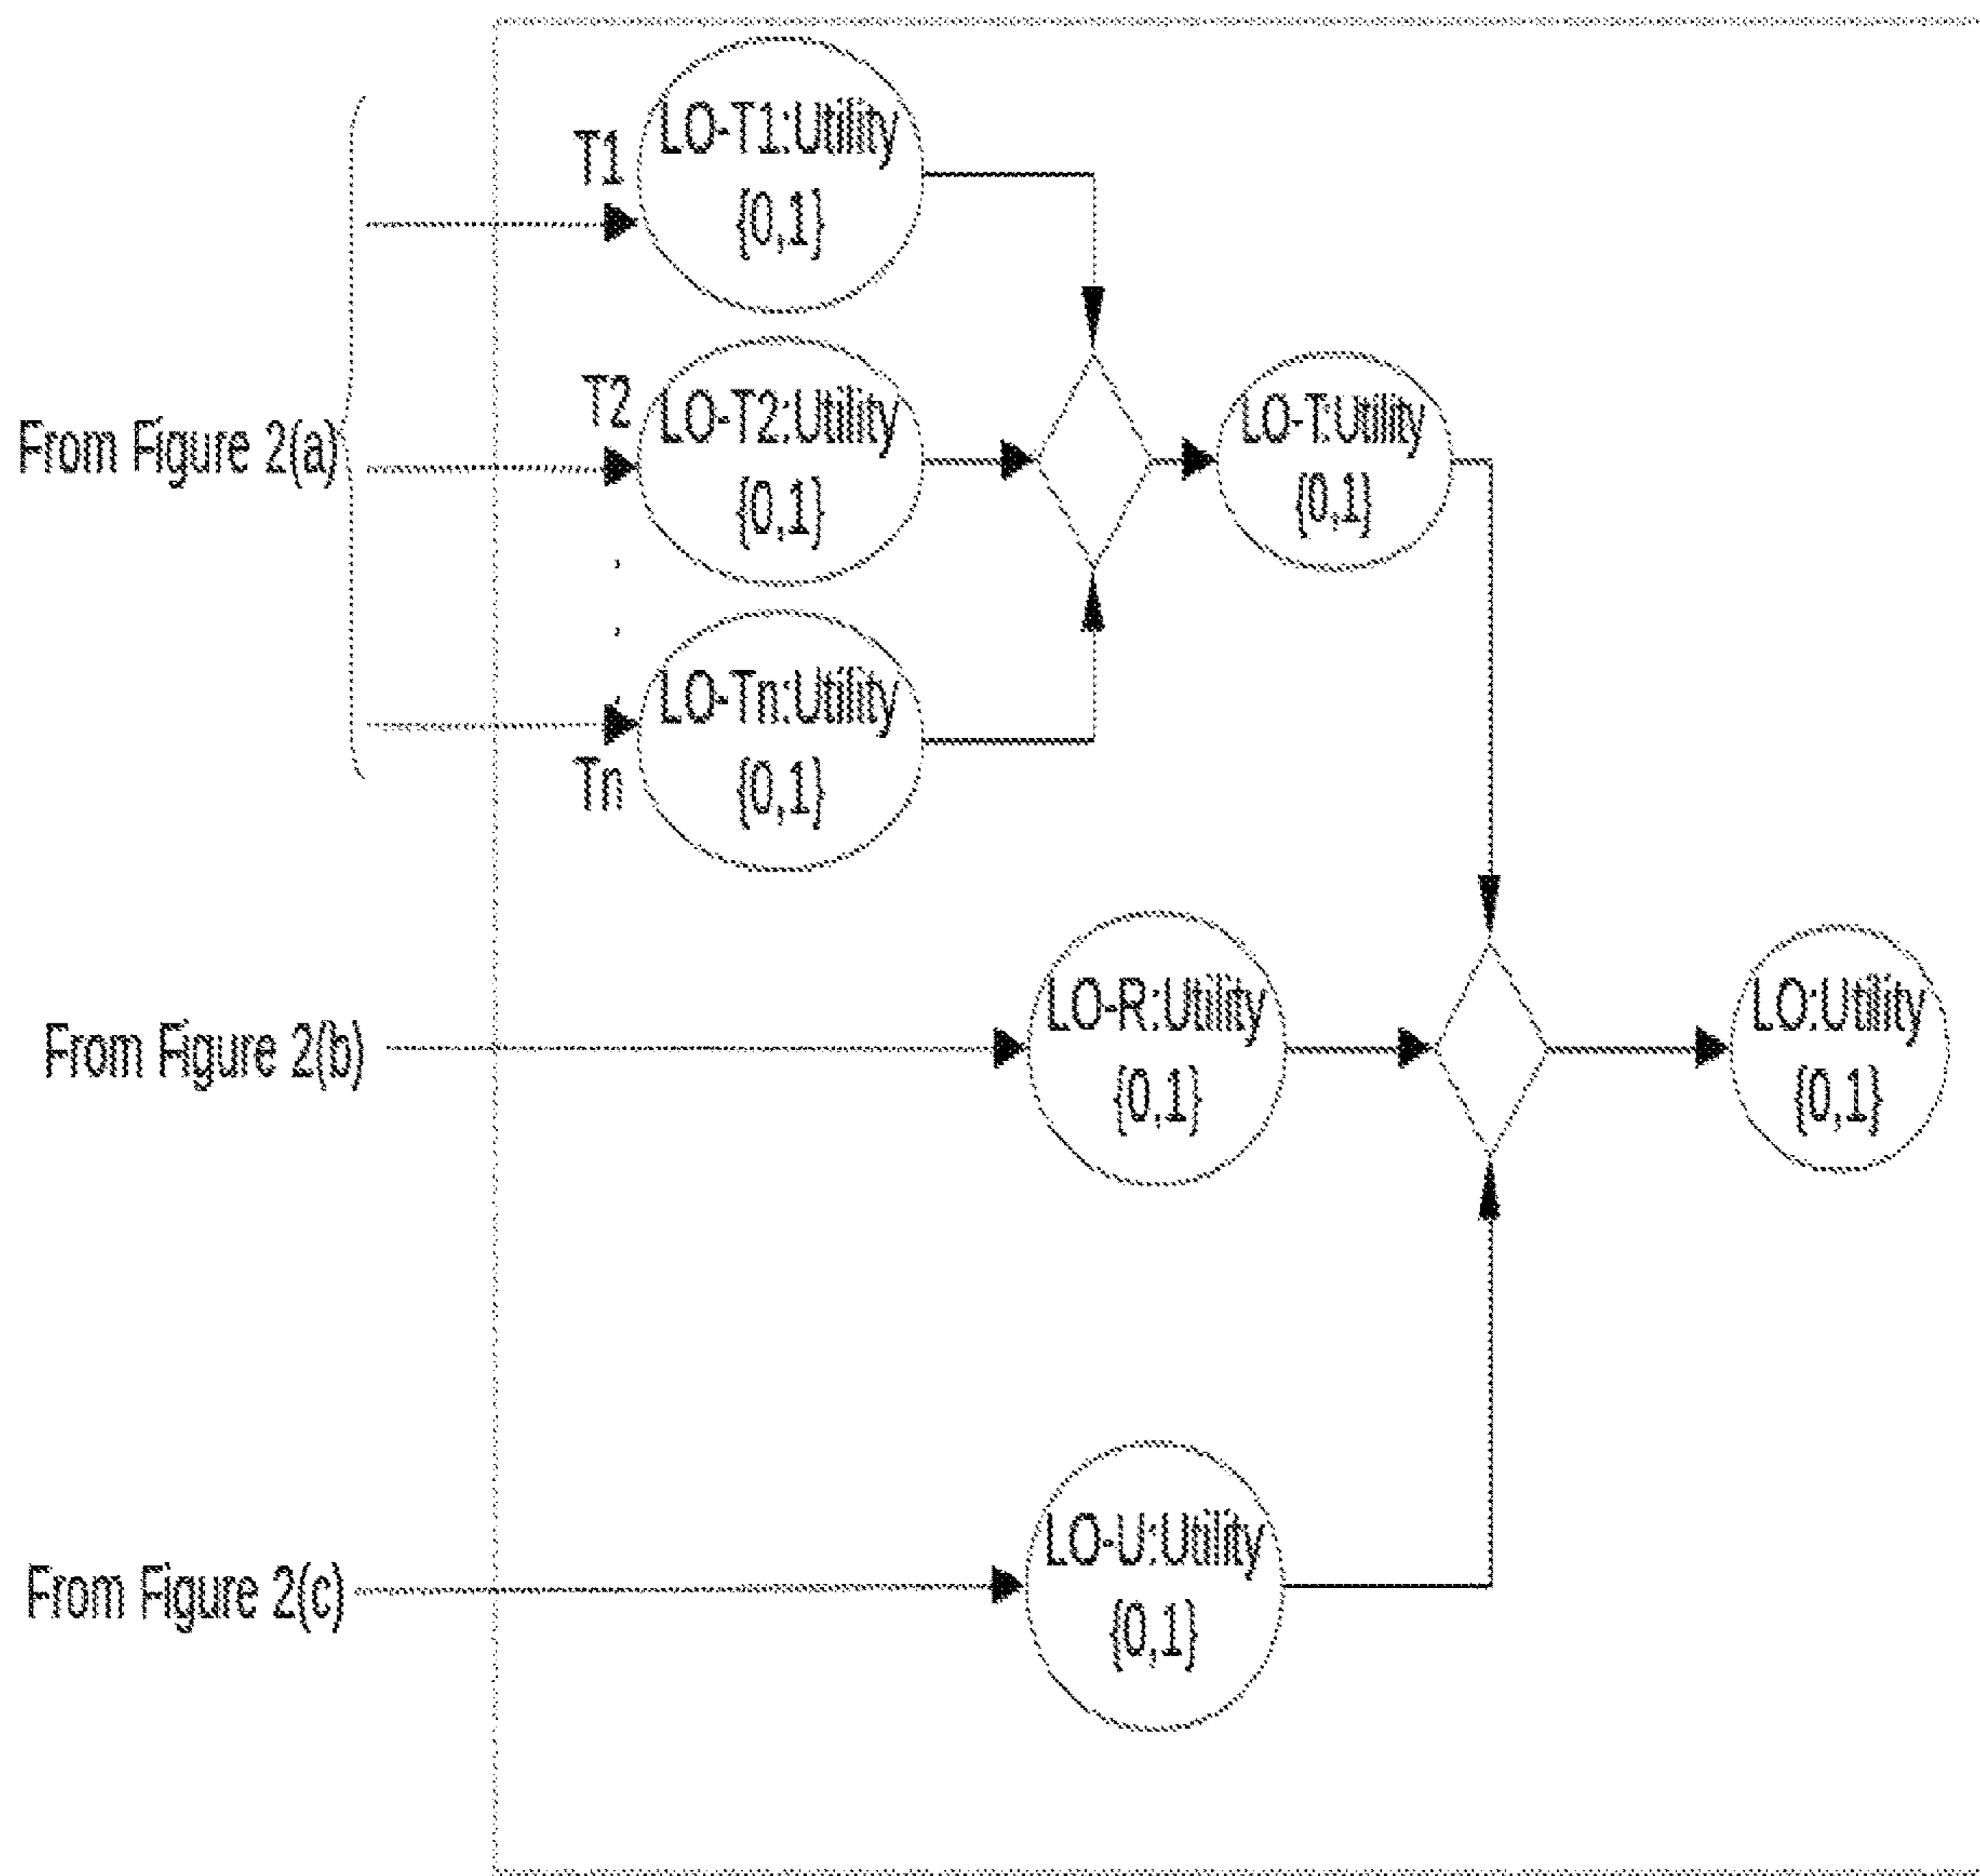 LO-T1:Utility
{0,1}
T1
T2
LO-T2:Utility
{0,1}
From Figure 2(a)
LO-T:Utility
{0,1}
LO-Tn:Utility
{0,1}
Tn
From Figure 2(b)
LO-R:Utility
{0,1}
LO:Utility
{0,1}
From Figure 2(c)
LO-U:Utility
{0,1}